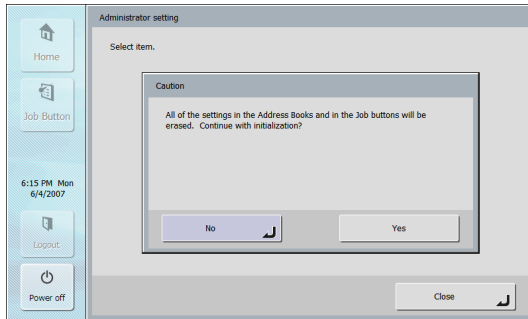 Administrator setting
Home
Select item.
Caution
Job Button
All of the settings in the Address Books and in the Job buttons will be
erased. Continue with initialization?
6:15 PM Mon
6/4/2007
No
Yes
Logout
Power off
Close